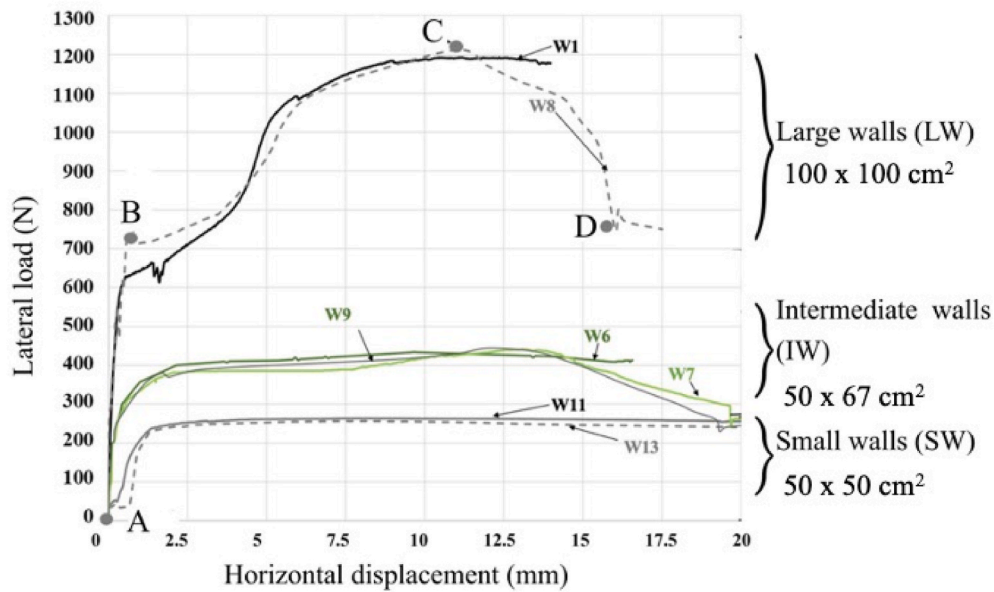 1300
1200
1100
1000
900
800
700
600
500
400
300
200
100
0
Lateral load (N)
0 2.5 5 7.5 10 12.5 15 17.5 20
Horizontal displacement (mm)
A
B
C
D
W1
W8
W9
W6
W7
W11
W13
Large walls (LW)
100 x 100 cm²
Intermediate walls
(IW)
50 x 67 cm²
Small walls (SW)
50 x 50 cm²